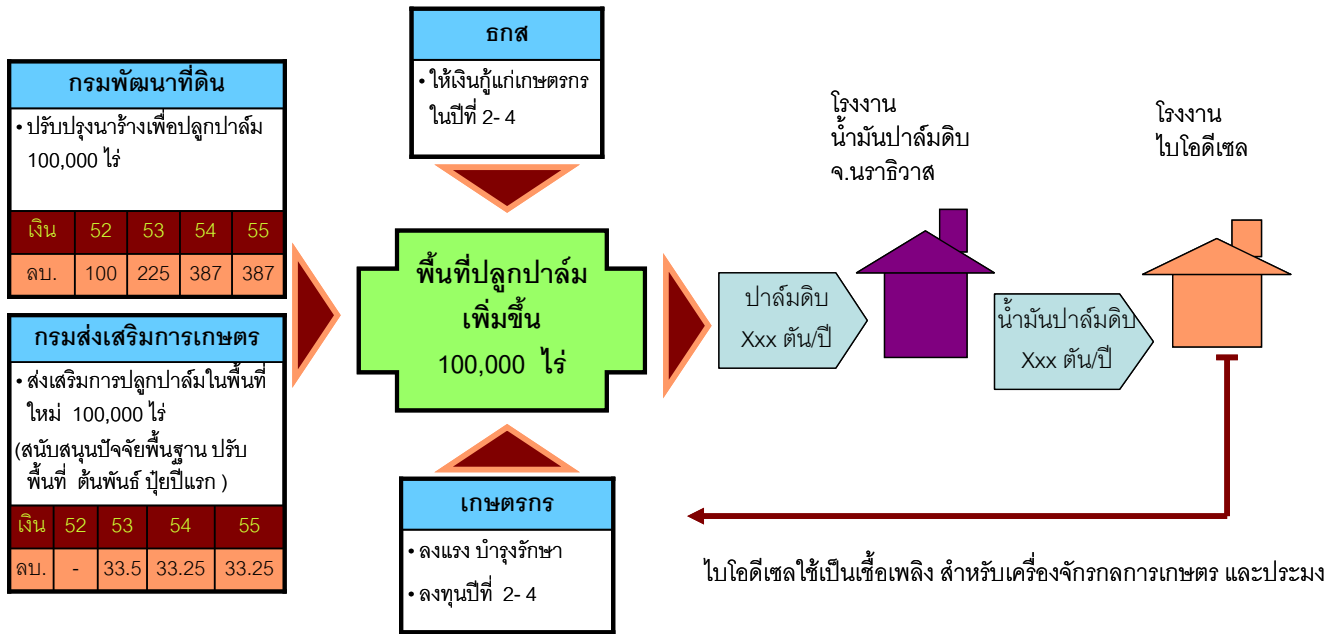 กรมพัฒนาที่ดิน
• ปรับปรุงนาร้างเพื่อปลูกปาล์ม
100,000 ไร่
เงิน 52 53 54 55
ลบ. 100 225 387 387
กรมส่งเสริมการเกษตร
• ส่งเสริมการปลูกปาล์มในพื้นที่
ใหม่ 100,000 ไร่
(สนับสนุนปัจจัยพื้นฐาน ปรับ
พื้นที่ ต้นพันธ์ ปุ๋ยปีแรก )
เงิน 52 53 54 55
ลบ. - 33.5 33.25 33.25
ธกส
• ให้เงินกู้แก่เกษตรกร
ในปีที่ 2- 4
พื้นที่ปลูกปาล์ม
เพิ่มขึ้น
100,000 ไร่
เกษตรกร
• ลงแรง บำรุงรักษา
• ลงทุนปีที่ 2- 4
ปาล์มดิบ
Xxx ตัน/ปี
โรงงาน
น้ำมันปาล์มดิบ
จ.นราธิวาส
น้ำมันปาล์มดิบ
Xxx ตัน/ปี
โรงงาน
ไบโอดีเซล
ไบโอดีเซลใช้เป็นเชื้อเพลิง สำหรับเครื่องจักรกลการเกษตร และประมง